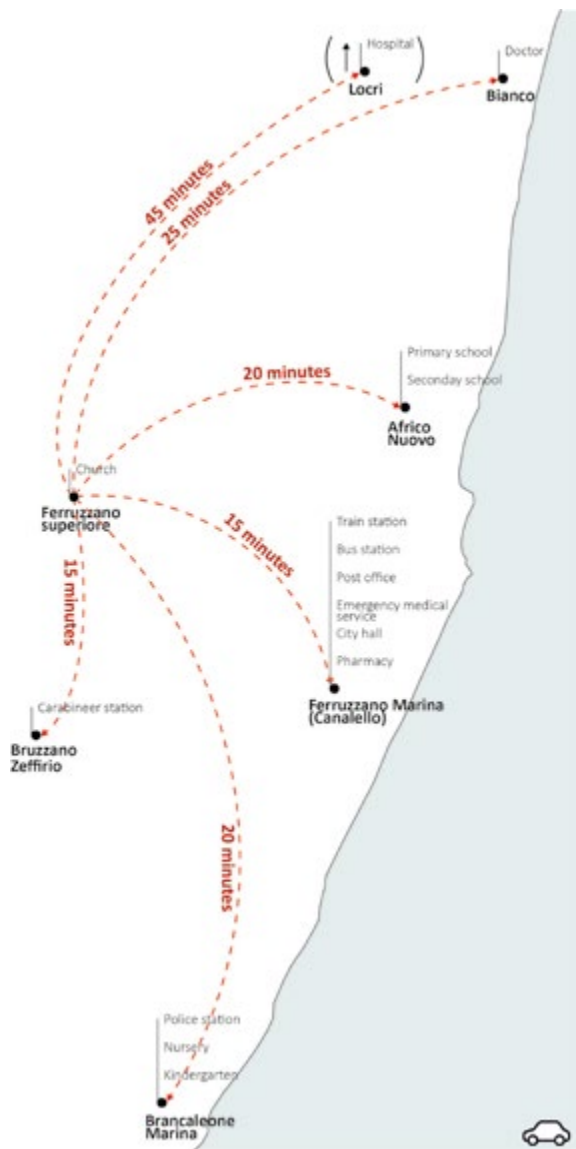 Hospital
Locri
Doctor
Bianco
45 minutes
25 minutes
Primary school
20 minutes
Seconday school
Africo
Nuovo
Church
Ferruzzano
superiore
15 minutes
Train station
Bus station
Post office
Emergency medical
service
City hall
Pharmacy
Ferruzzano Marina
(Canalello)
15 minutes
Carabineer station
Bruzzano
Zeffirio
20 minutes
Police station
Nursery
Kindergarten
Brancaleone
Marina